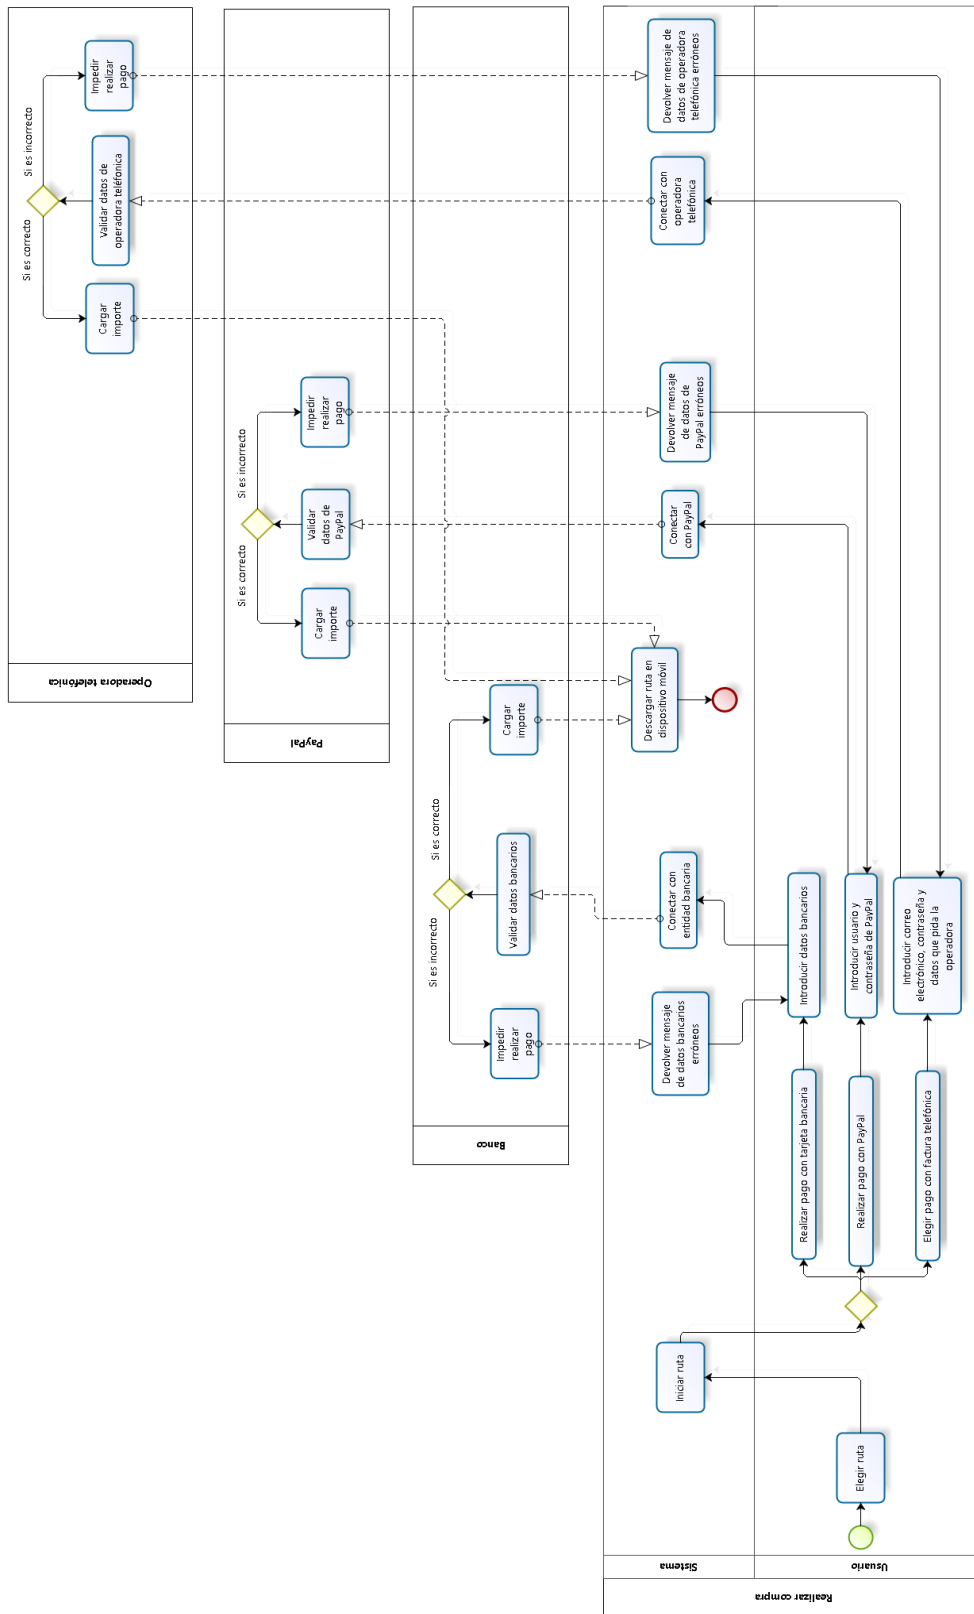 Operadora telefónica
Si es incorrecto
Si es correcto
Impedir
realizar
pago
Validar datos de
operadora teléfonica
Cargar
importe
PayPal
Si es incorrecto
Si es correcto
Impedir
realizar
pago
Validar
datos de
PayPal
Cargar
importe
Banco
Si es correcto
Si es incorrecto
Cargar
importe
Validar datos bancarios
Impedir
realizar
pago
Realizar compra
Sistema
Devolver mensaje de
datos de operadora
telefónica erróneos
Conectar con
operadora
telefónica
Devolver mensaje
de datos de
PayPal erróneos
Conectar
con PayPal
Descargar ruta en
dispositivo móvil
Conectar con
entidad bancaria
Devolver mensaje
de datos bancarios
erróneos
Iniciar ruta
Usuario
Introducir datos bancarios
Introducir usuario y
contraseña de PayPal
Introducir correo
electrónico, contraseña y
datos que pida la
operadora
Realizar pago con tarjeta bancaria
Realizar pago con PayPal
Elegir pago con factura telefónica
Elegir ruta